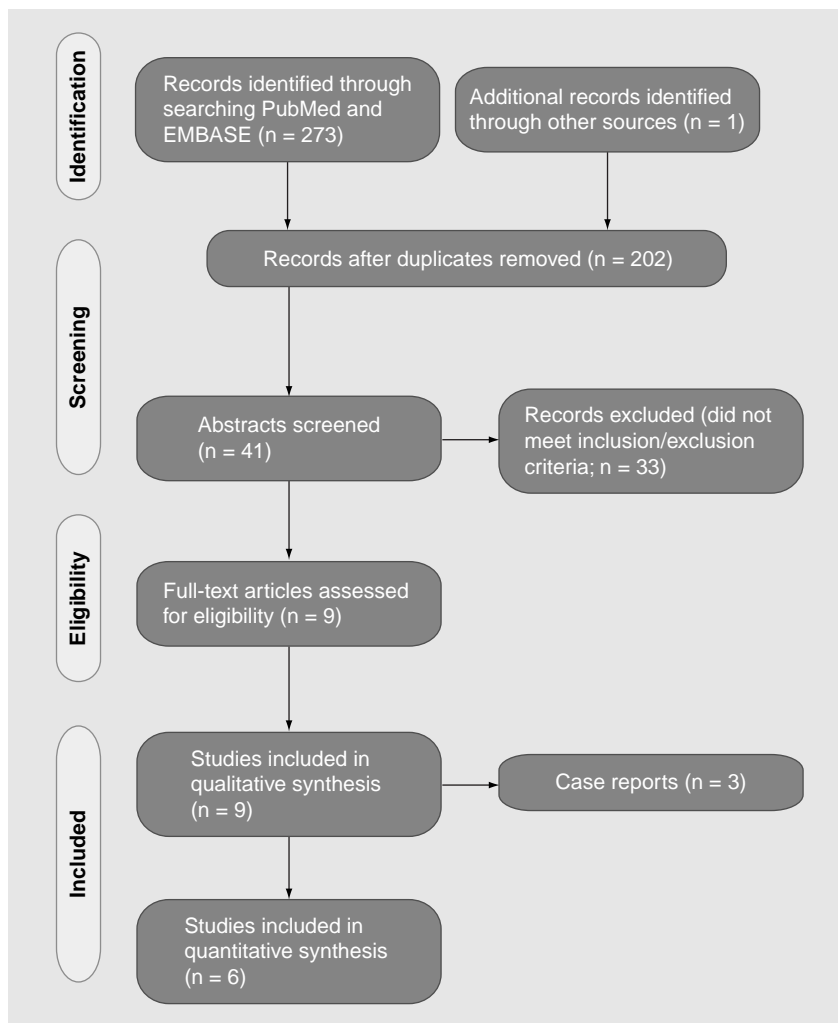 Identification
Records identified through
searching PubMed and
EMBASE (n = 273)
Additional records identified
through other sources (n = 1)
Screening
Records after duplicates removed (n = 202)
Abstracts screened
(n = 41)
Records excluded (did not
meet inclusion/exclusion
criteria; n = 33)
Eligibility
Full-text articles assessed
for eligibility (n = 9)
Included
Studies included in
qualitative synthesis
(n = 9)
Case reports (n = 3)
Studies included in
quantitative synthesis
(n = 6)